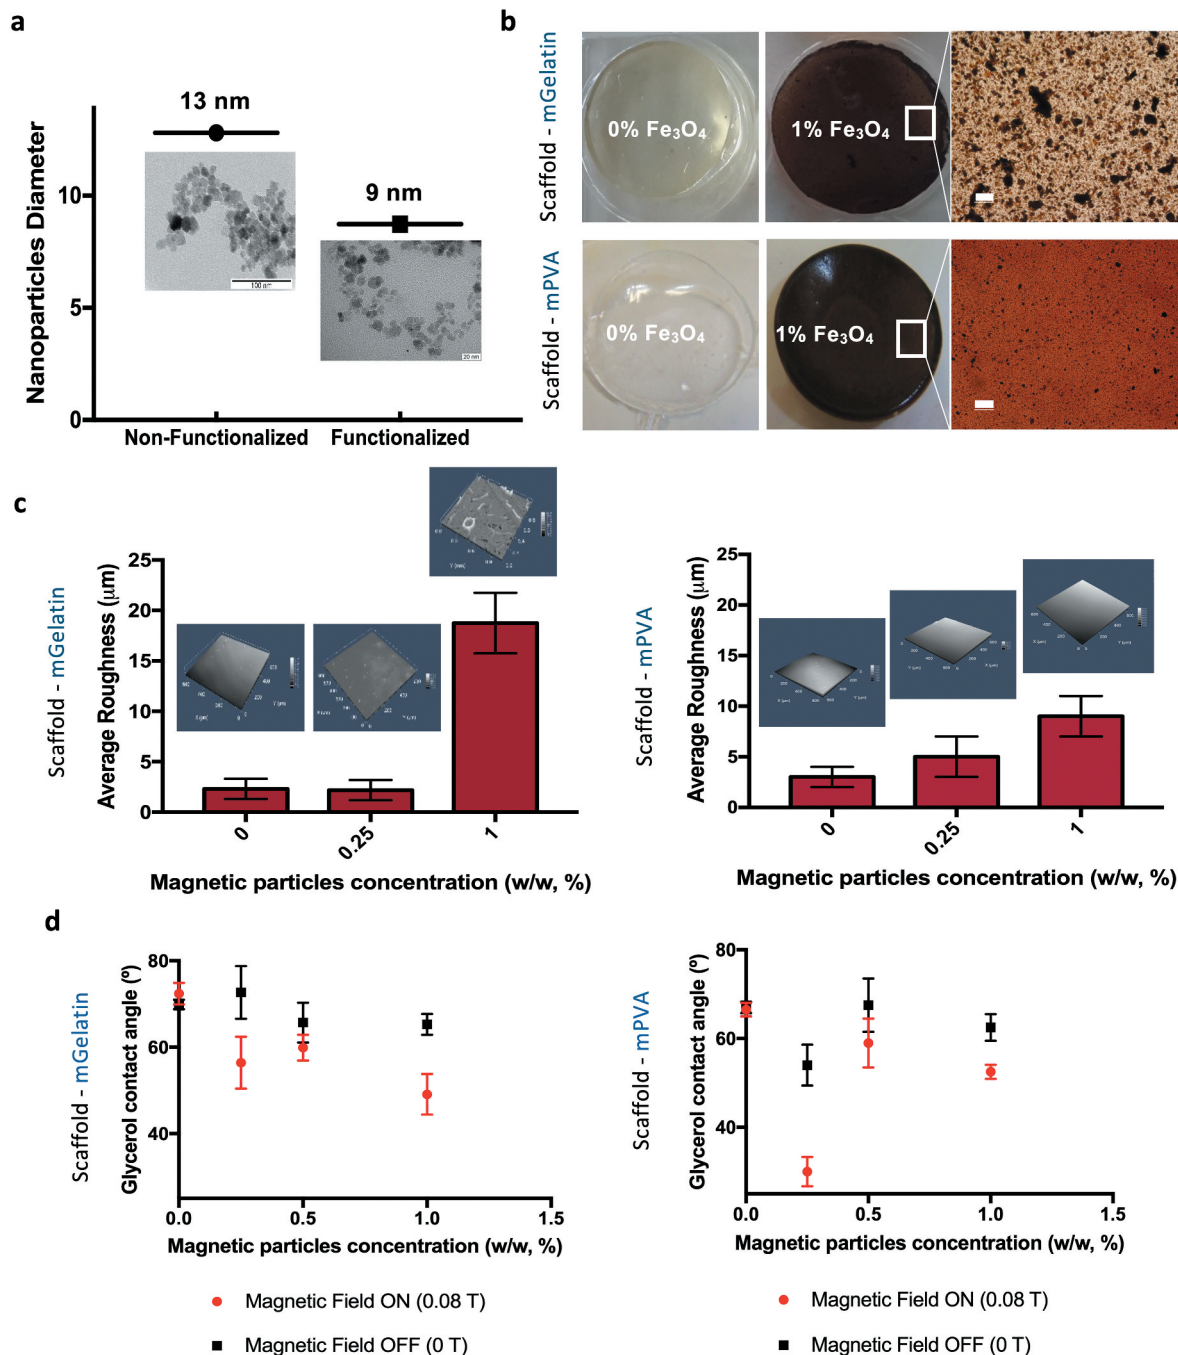 a
13 nm
9 nm
Nanoparticles Diameter
10
5
0
100 nm
20 nm
Non-Functionalized
Functionalized
b
Scaffold - mGelatin
0% Fe₃O₄
1% Fe₃O₄
Scaffold - mPVA
0% Fe₃O₄
1% Fe₃O₄
c
Scaffold - mGelatin
Average Roughness (μm)
25
20
15
10
5
0
0
0.25
1
Magnetic particles concentration (w/w, %)
Scaffold - mPVA
Average Roughness (μm)
25
20
15
10
5
0
0
0.25
1
Magnetic particles concentration (w/w, %)
d
Scaffold - mGelatin
Glycerol contact angle (º)
80
60
40
0.0
0.5
1.0
1.5
Magnetic particles concentration (w/w, %)
Magnetic Field ON (0.08 T)
Magnetic Field OFF (0 T)
Scaffold - mPVA
Glycerol contact angle (º)
80
60
40
0.0
0.5
1.0
1.5
Magnetic particles concentration (w/w, %)
Magnetic Field ON (0.08 T)
Magnetic Field OFF (0 T)